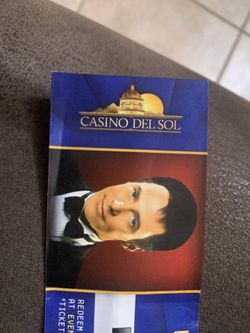 CASINO DEL SOL
REDEEM
AT EVE
*TICKET